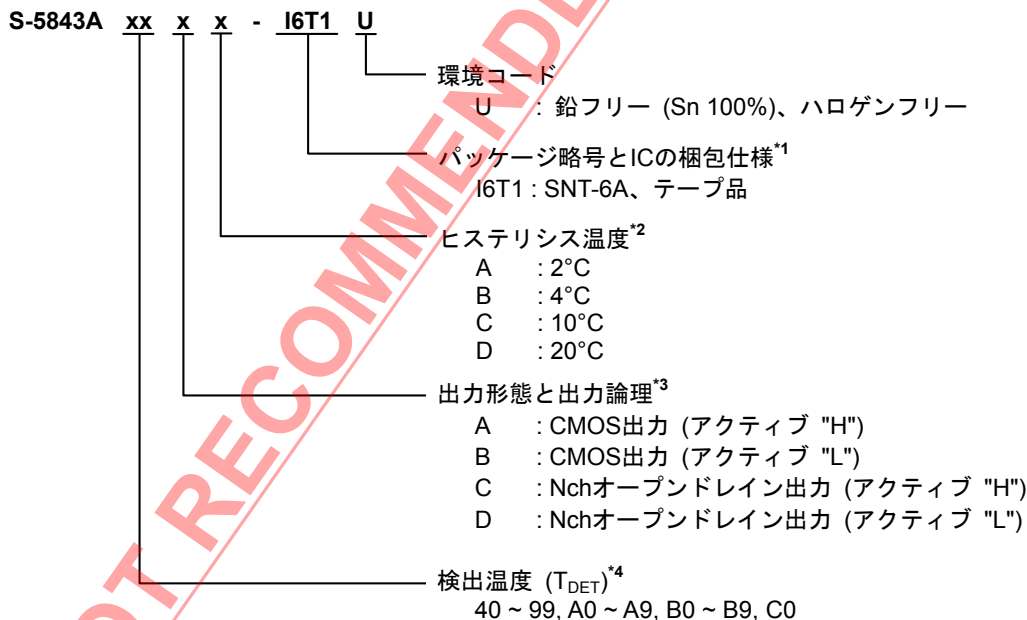 S-5843A xx x x - I6T1 U
環境コード
U : 鉛フリー (Sn 100%)、ハロゲンフリー
パッケージ略号とICの梱包仕様*1
I6T1 : SNT-6A、テープ品
ヒステリシス温度*2
A : 2°C
B : 4°C
C : 10°C
D : 20°C
出力形態と出力論理*3
A : CMOS出力 (アクティブ "H")
B : CMOS出力 (アクティブ "L")
C : Nchオープンドレイン出力 (アクティブ "H")
D : Nchオープンドレイン出力 (アクティブ "L")
検出温度 (TDET)*4
40 ~ 99, A0 ~ A9, B0 ~ B9, C0
OT RECOMMENDE